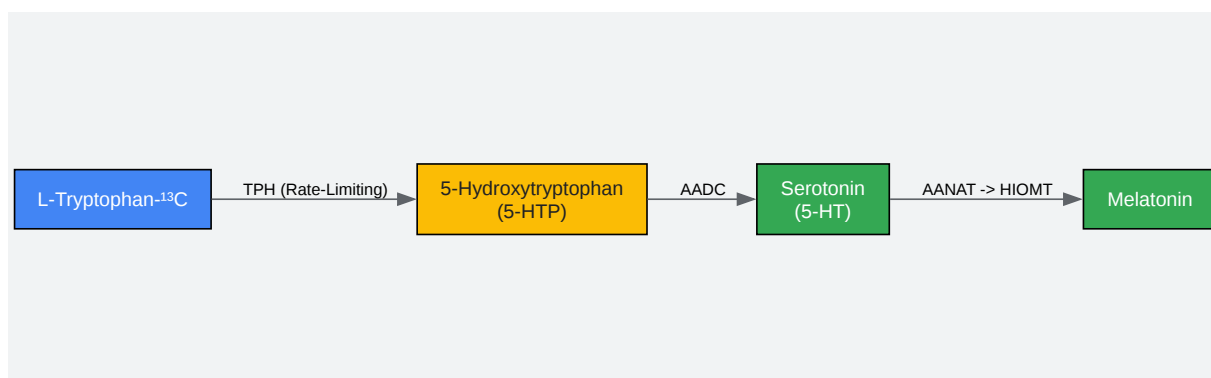 L-Tryptophan-¹³C
TPH (Rate-Limiting)
5-Hydroxytryptophan
(5-HTP)
AADC
Serotonin
(5-HT)
AANAT -> HIOMT
Melatonin